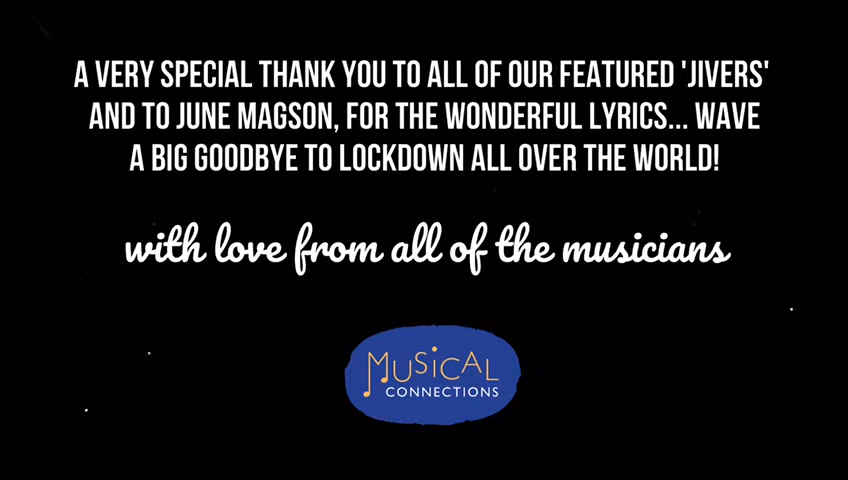 A VERY SPECIAL THANK YOU TO ALL OF OUR FEATURED 'JIVERS'
AND TO JUNE MAGSON, FOR THE WONDERFUL LYRICS... WAVE
A BIG GOODBYE TO LOCKDOWN ALL OVER THE WORLD!
with love from all of the musicians
MUSICAL
CONNECTIONS